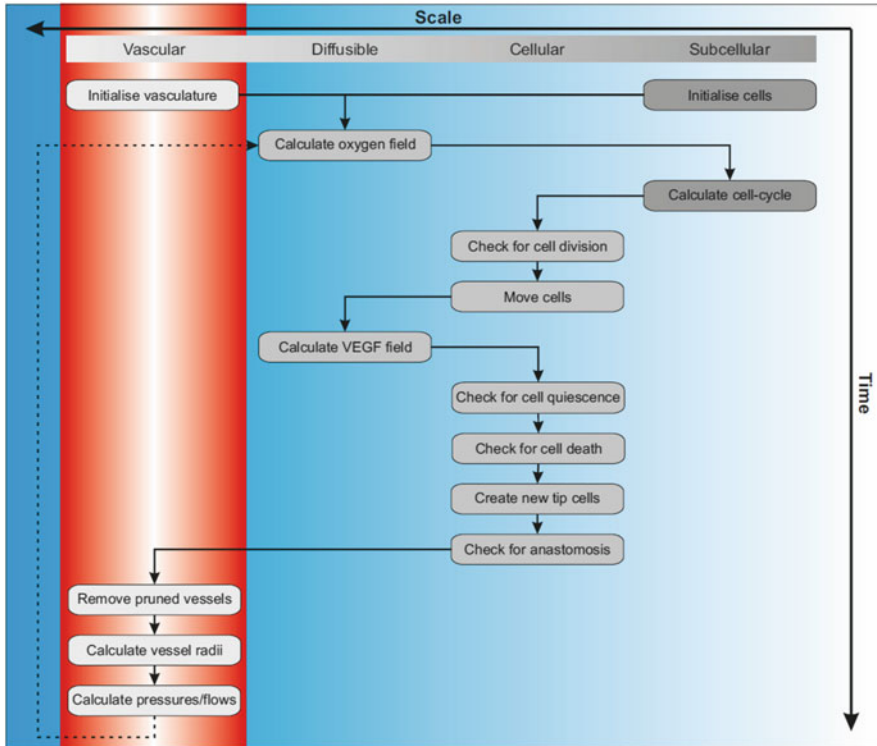 Scale
Vascular Diffusible Cellular Subcellular
Initialise vasculature Initialise cells
Calculate oxygen field
Calculate cell-cycle
Check for cell division
Move cells
Calculate VEGF field
Time
Check for cell quiescence
Check for cell death
Create new tip cells
Check for anastomosis
Remove pruned vessels
Calculate vessel radii
Calculate pressures/flows